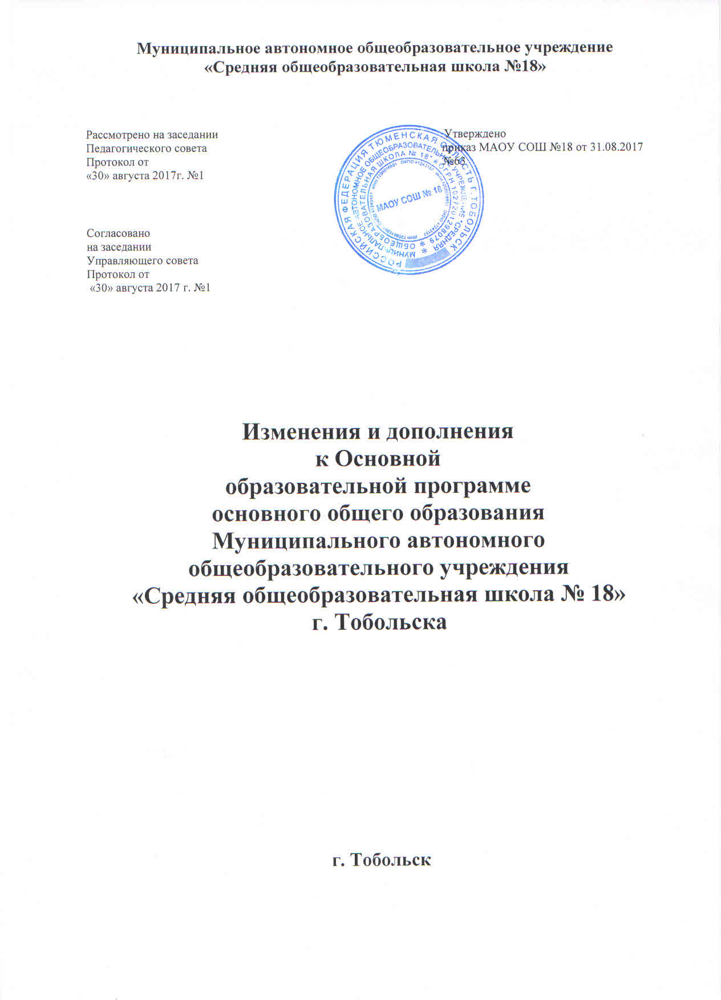 Муниципальное автономное общеобразовательное учреждение
«Средняя общеобразовательная школа №18»
Рассмотрено на заседании
Педагогического совета
Протокол от
«30» августа 2017г. №1
Утверждено
приказ МАОУ СОШ №18 от 31.08.2017
№63
РОССИЙСКАЯ ФЕДЕРАЦИЯ ТЮМЕНСКАЯ ОБЛАСТЬ Г.ТОБОЛЬСК
МУНИЦИПАЛЬНОЕ АВТОНОМНОЕ ОБЩЕОБРАЗОВАТЕЛЬНОЕ УЧРЕЖДЕНИЕ "СРЕДНЯЯ
ОБЩЕОБРАЗОВАТЕЛЬНАЯ ШКОЛА № 18" * ОГРН 1027201298079 *
МАОУ СОШ № 18
Согласовано
на заседании
Управляющего совета
Протокол от
«30» августа 2017 г. №1
Изменения и дополнения
к Основной
образовательной программе
основного общего образования
Муниципального автономного
общеобразовательного учреждения
«Средняя общеобразовательная школа № 18»
г. Тобольска
г. Тобольск